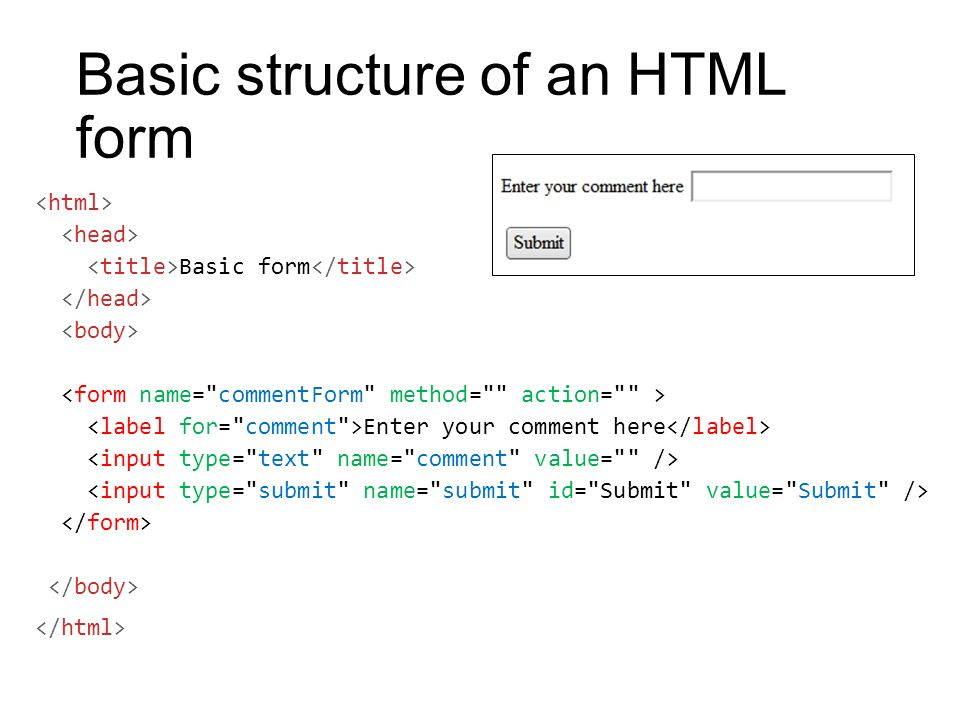 Basic structure of an HTML
form
Enter your comment here
Submit
<html>
<head>
<title>Basic form</title>
</head>
<body>
<form name="commentForm" method="" action="" >
<label for="comment">Enter your comment here</label>
<input type="text" name="comment" value="" />
<input type="submit" name="submit" id="Submit" value="Submit" />
</form>
</body>
</html>